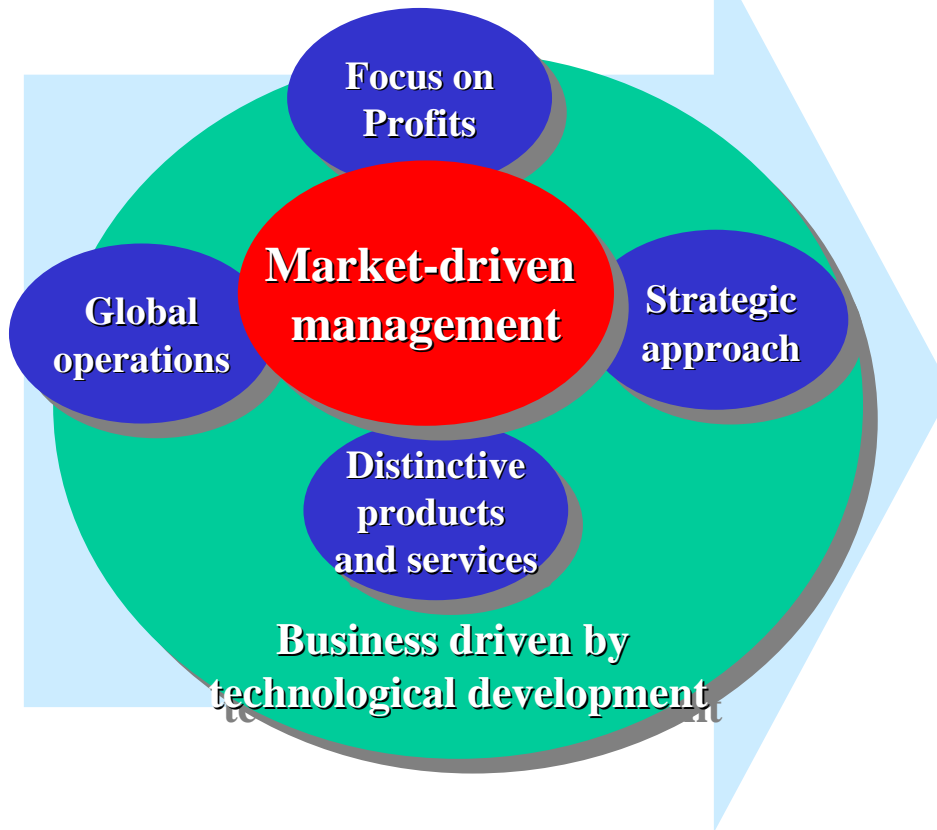 Focus on
Profits
Market-driven
management
Global
operations
Strategic
approach
Distinctive
products
and services
Business driven by
technological development